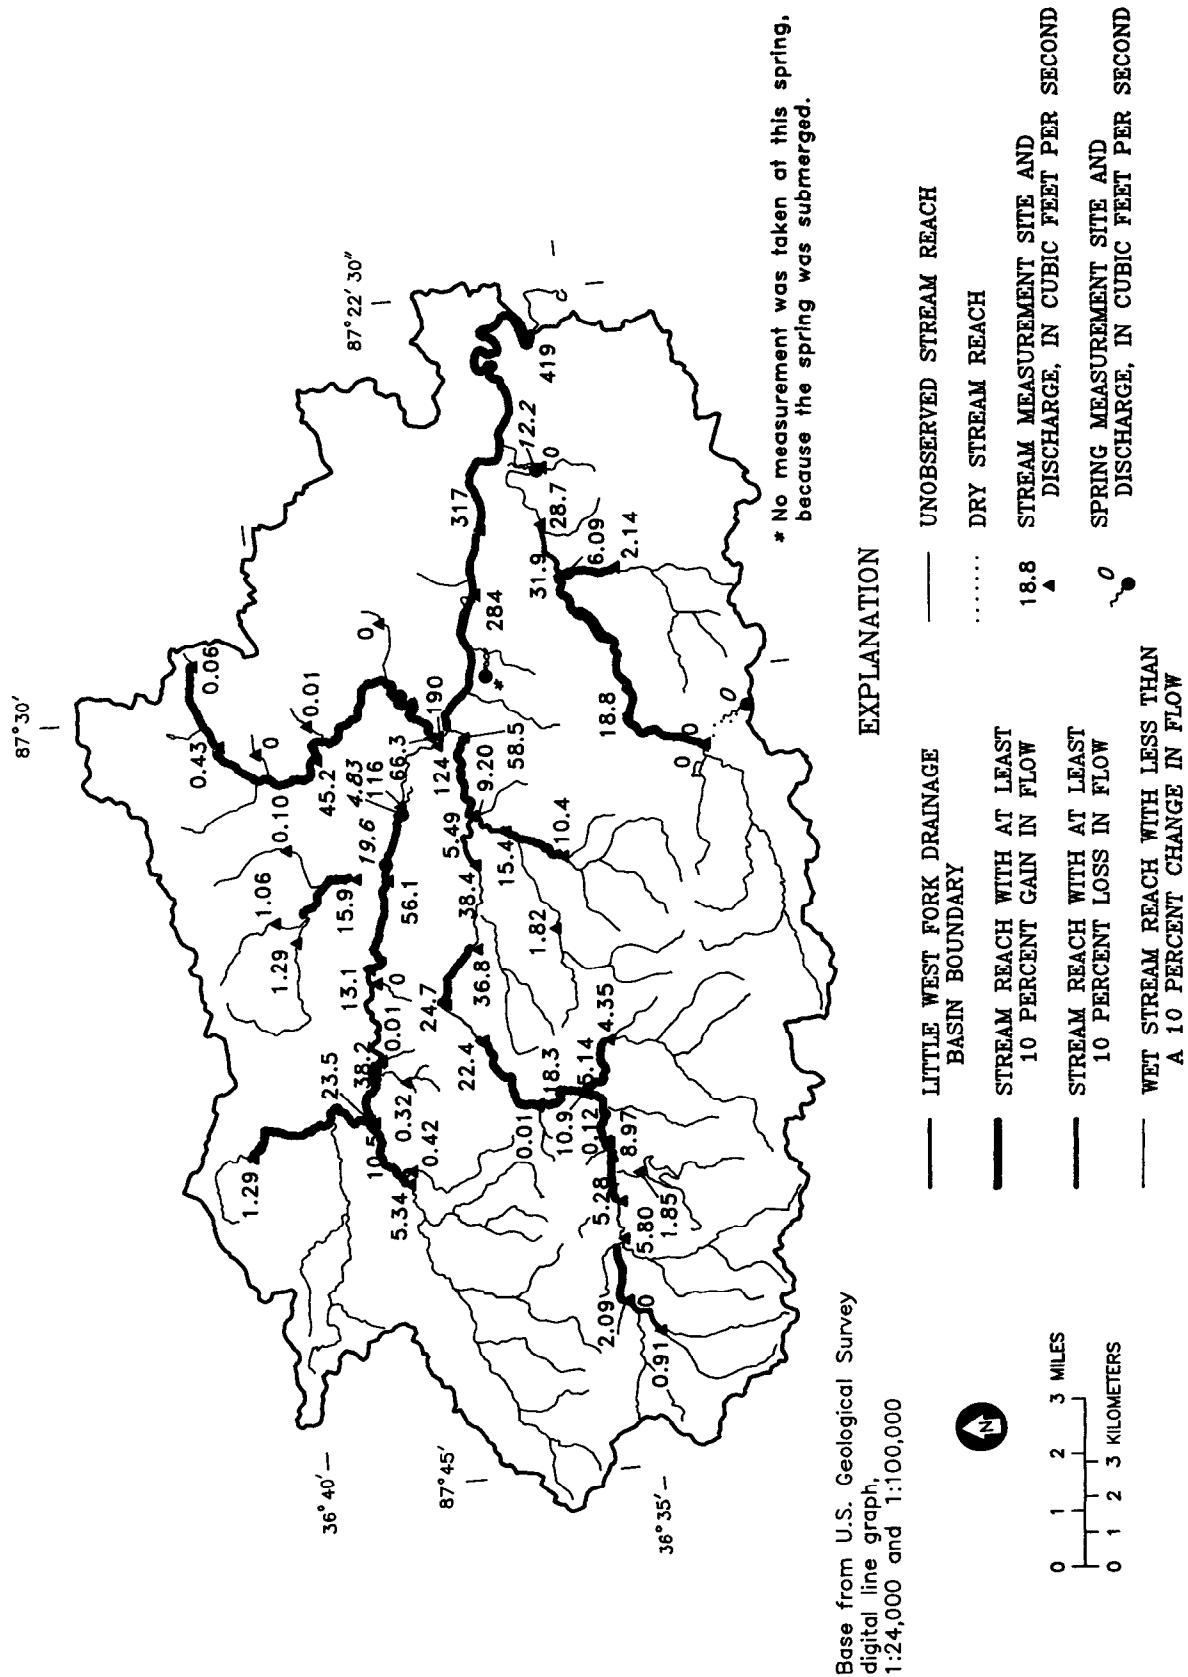 87°30'
87°22'30"
36°40'
87°45'
36°35'
0.06
0.43
0
0.01
0
0.10
45.2
1.06
1.29
15.9
19.6
4.83
116
66.3
190
124
56.1
13.1
0
0.01
38.2
23.5
1.29
10.5
0.32
0.42
5.34
284
317
419
12.2
0
28.7
31.9
6.09
2.14
18.8
0
0
*
58.5
9.20
5.49
38.4
15.4
10.4
1.82
36.8
24.7
22.4
18.3
5.14
4.35
0.01
10.9
0.12
8.97
5.28
5.80
1.85
2.09
0
0.91
* No measurement was taken at this spring,
because the spring was submerged.
Base from U.S. Geological Survey
digital line graph,
1:24,000 and 1:100,000
N
0 1 2 3 MILES
0 1 2 3 KILOMETERS
EXPLANATION
LITTLE WEST FORK DRAINAGE
BASIN BOUNDARY
STREAM REACH WITH AT LEAST
10 PERCENT GAIN IN FLOW
STREAM REACH WITH AT LEAST
10 PERCENT LOSS IN FLOW
WET STREAM REACH WITH LESS THAN
A 10 PERCENT CHANGE IN FLOW
UNOBSERVED STREAM REACH
DRY STREAM REACH
18.8 STREAM MEASUREMENT SITE AND
DISCHARGE, IN CUBIC FEET PER SECOND
0 SPRING MEASUREMENT SITE AND
DISCHARGE, IN CUBIC FEET PER SECOND